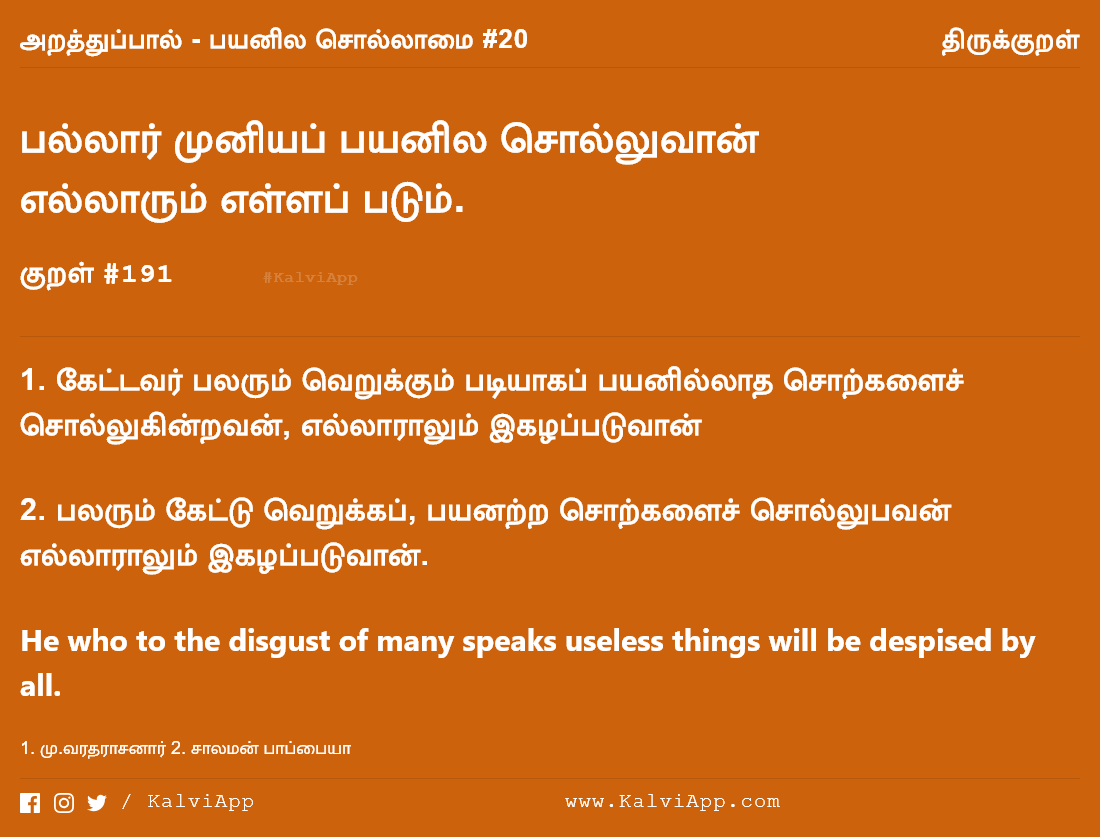 அறத்துப்பால் - பயனில சொல்லாமை #20
திருக்குறள்
பல்லார் முனியப் பயனில சொல்லுவான்
எல்லாரும் எள்ளப் படும்.
குறள் #191
#KalviApp
1. கேட்டவர் பலரும் வெறுக்கும் படியாகப் பயனில்லாத சொற்களைச்
சொல்லுகின்றவன், எல்லாராலும் இகழப்படுவான்
2. பலரும் கேட்டு வெறுக்கப், பயனற்ற சொற்களைச் சொல்லுபவன்
எல்லாராலும் இகழப்படுவான்.
He who to the disgust of many speaks useless things will be despised by
all.
1. மு.வரதராசனார் 2. சாலமன் பாப்பையா
/ KalviApp
www.KalviApp.com